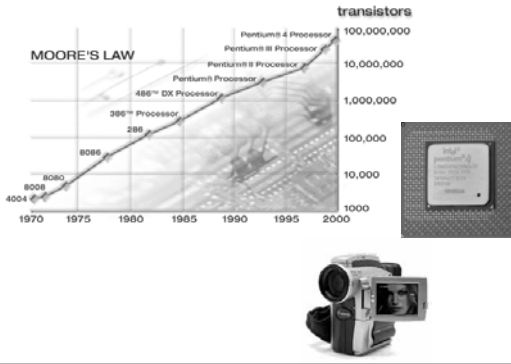 transistors
MOORE'S LAW
Pentium® 4 Processor
100,000,000
Pentium® III Processor
Pentium® II Processor
10,000,000
Pentium® Processor
486™ DX Processor
1,000,000
386™ Processor
286
100,000
8086
8080
10,000
8008
4004
1000
1970 1975 1980 1985 1990 1995 2000
intel
pentium